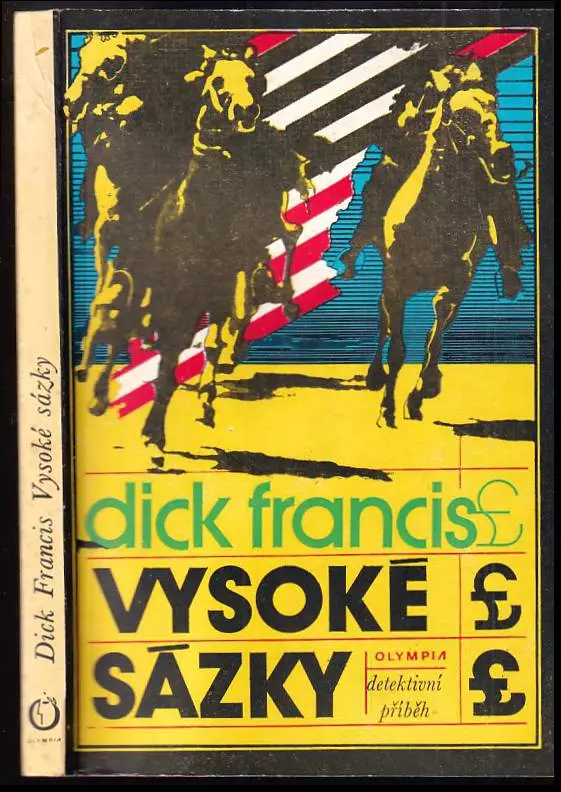 Dick Francis Vysoké sázky
OLYMPIA
dick francis £
VYSOKÉ £
SÁZKY £
OLYMPIA
detektivní
příběh